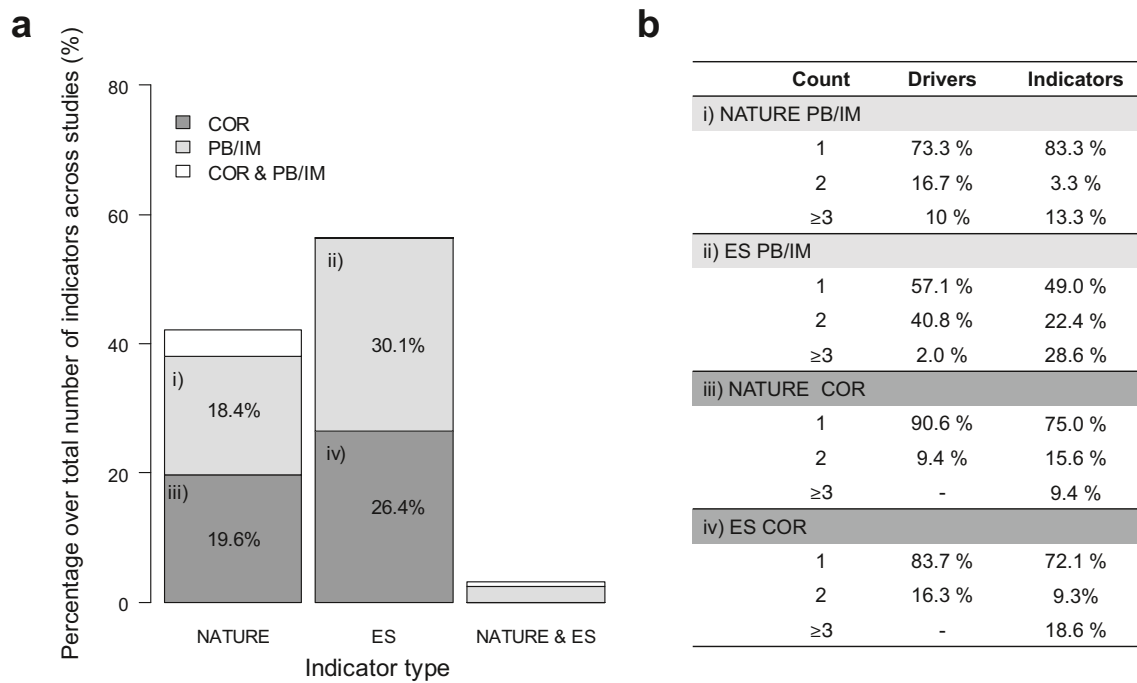 a
Percentage over total number of indicators across studies (%)
80
60
40
20
0
COR
PB/IM
COR & PB/IM
i)
18.4%
iii)
19.6%
ii)
30.1%
iv)
26.4%
NATURE
ES
NATURE & ES
Indicator type
b
Count Drivers Indicators
i) NATURE PB/IM
1 73.3 % 83.3 %
2 16.7 % 3.3 %
≥3 10 % 13.3 %
ii) ES PB/IM
1 57.1 % 49.0 %
2 40.8 % 22.4 %
≥3 2.0 % 28.6 %
iii) NATURE COR
1 90.6 % 75.0 %
2 9.4 % 15.6 %
≥3 - 9.4 %
iv) ES COR
1 83.7 % 72.1 %
2 16.3 % 9.3%
≥3 - 18.6 %